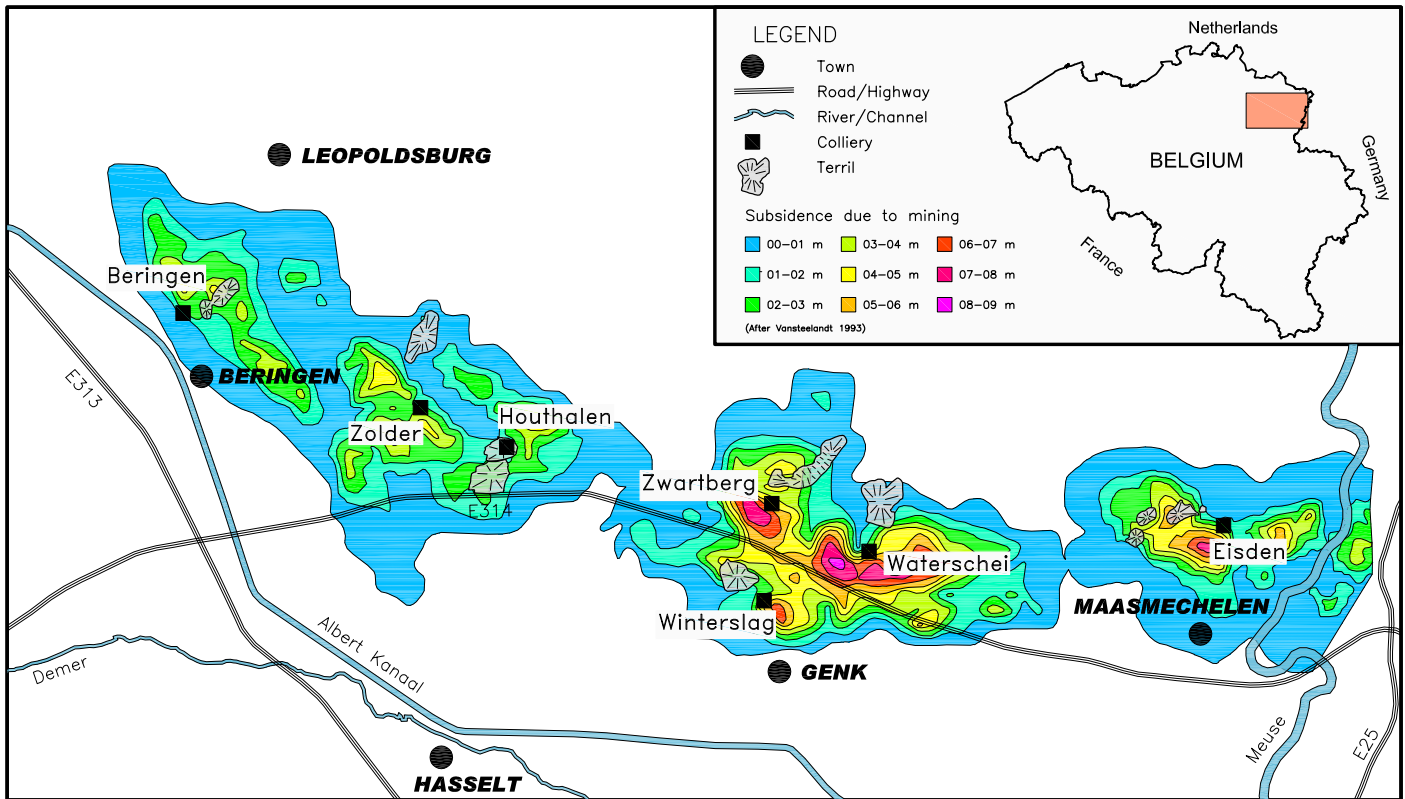 LEGEND
Town
Road/Highway
River/Channel
Colliery
Terril
Subsidence due to mining
00-01 m
03-04 m
06-07 m
01-02 m
04-05 m
07-08 m
02-03 m
05-06 m
08-09 m
(After Vansteelandt 1993)
Netherlands
BELGIUM
Germany
France
LEOPOLDSBURG
Beringen
BERINGEN
E313
Zolder
Houthalen
E314
Zwartberg
Waterschei
Winterslag
GENK
Eisden
MAASMECHELEN
Demer
Albert Kanaal
HASSELT
Meuse
E25